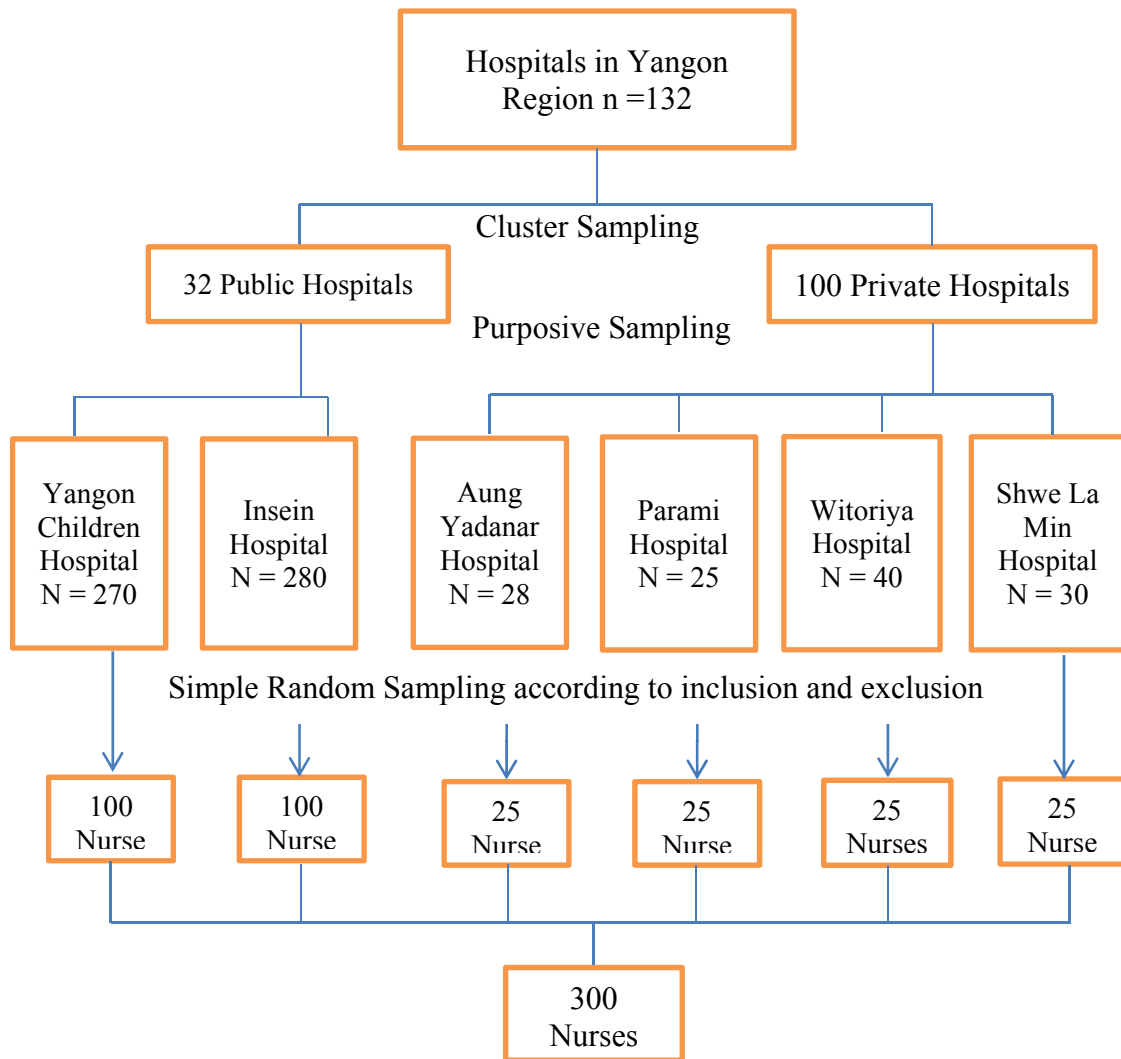 Hospitals in Yangon
Region n =132
Cluster Sampling
32 Public Hospitals
100 Private Hospitals
Purposive Sampling
Yangon
Children
Hospital
N = 270
Insein
Hospital
N = 280
Aung
Yadanar
Hospital
N = 28
Parami
Hospital
N = 25
Witoriya
Hospital
N = 40
Shwe La
Min
Hospital
N = 30
Simple Random Sampling according to inclusion and exclusion
100
Nurse
100
Nurse
25
Nurse
25
Nurse
25
Nurses
25
Nurse
300
Nurses